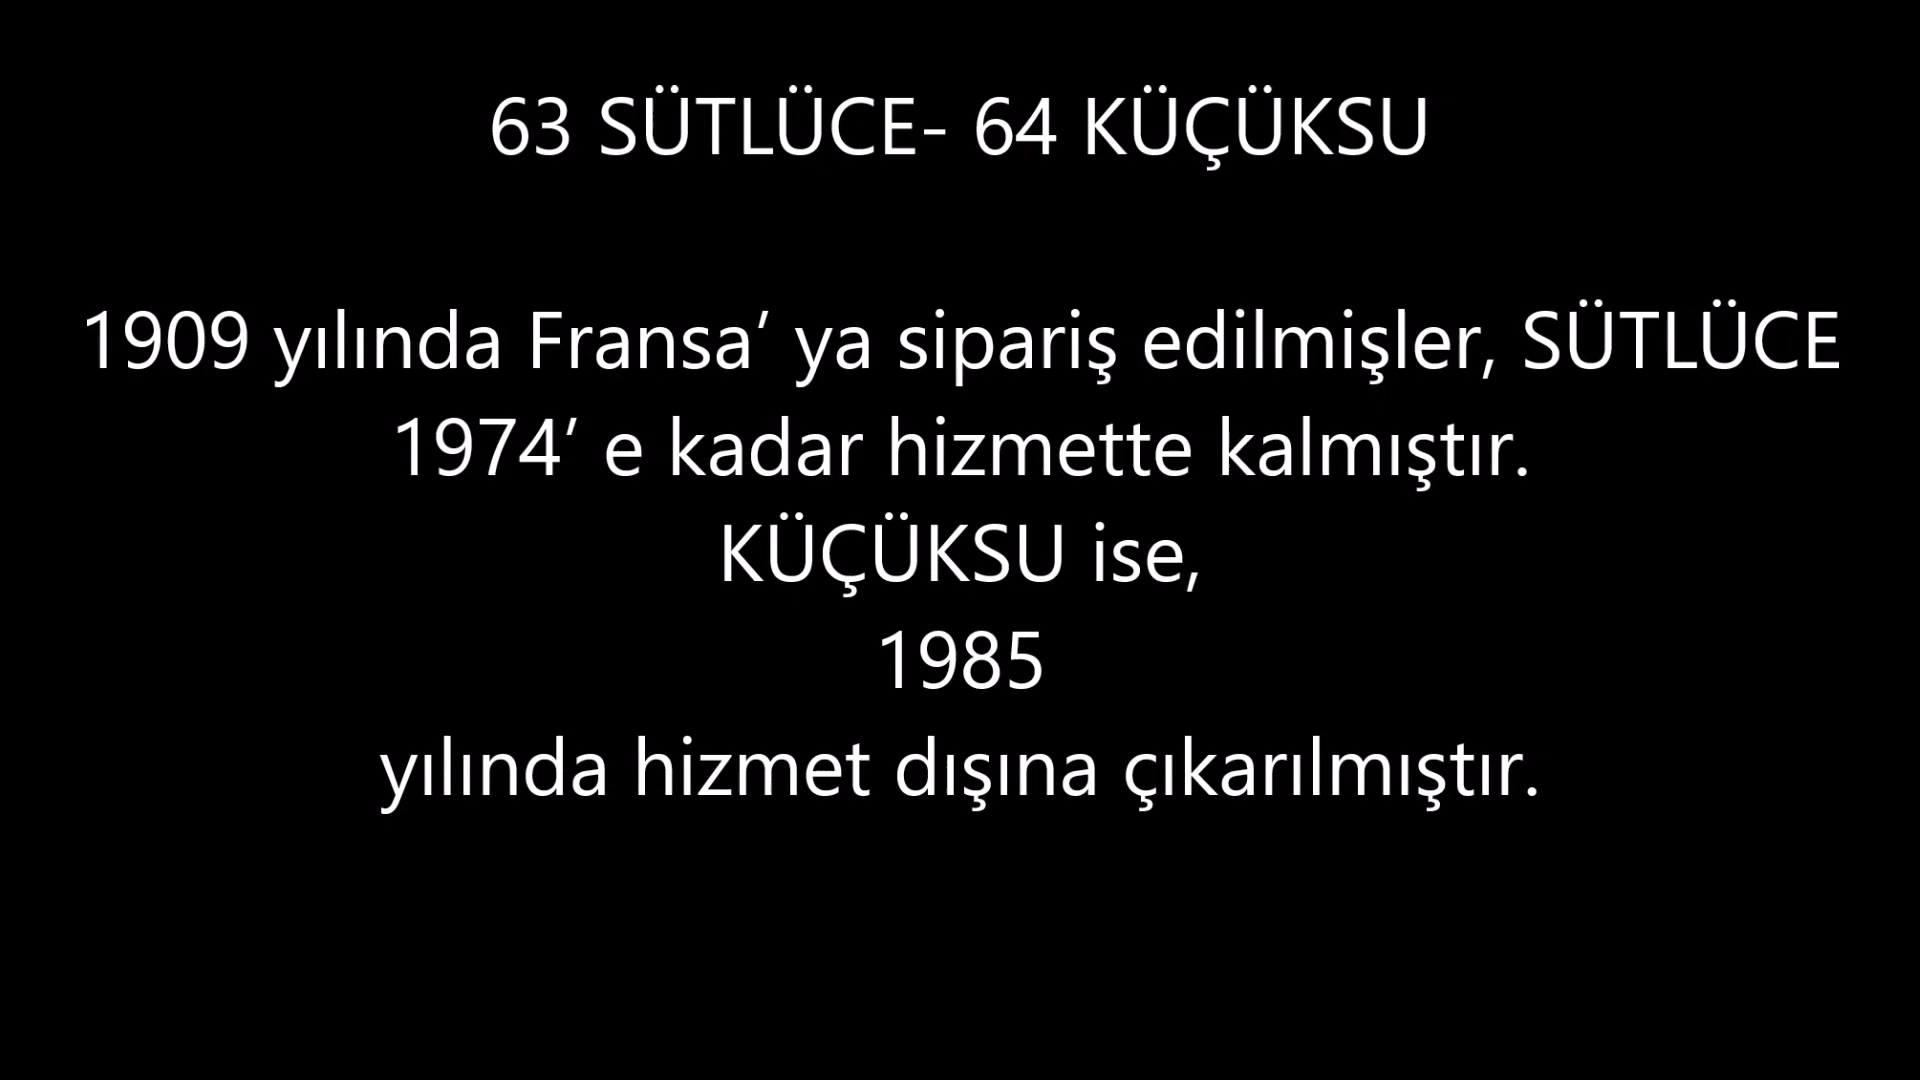 63 SÜTLÜCE- 64 KÜÇÜKSU
1909 yılında Fransa’ ya sipariş edilmişler, SÜTLÜCE
1974’ e kadar hizmette kalmıştır.
KÜÇÜKSU ise,
1985
yılında hizmet dışına çıkarılmıştır.